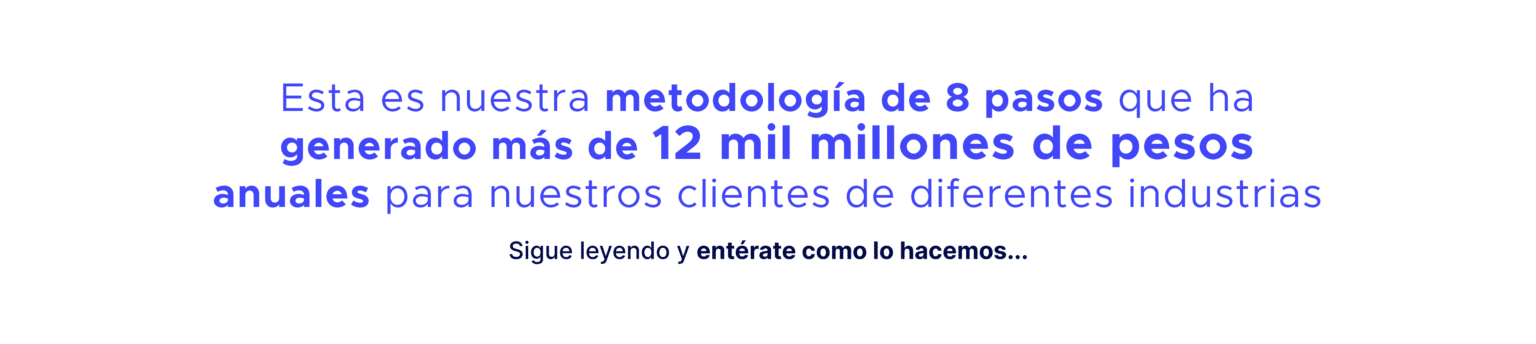 Esta es nuestra metodología de 8 pasos que ha
generado más de 12 mil millones de pesos
anuales para nuestros clientes de diferentes industrias
Sigue leyendo y entérate como lo hacemos...